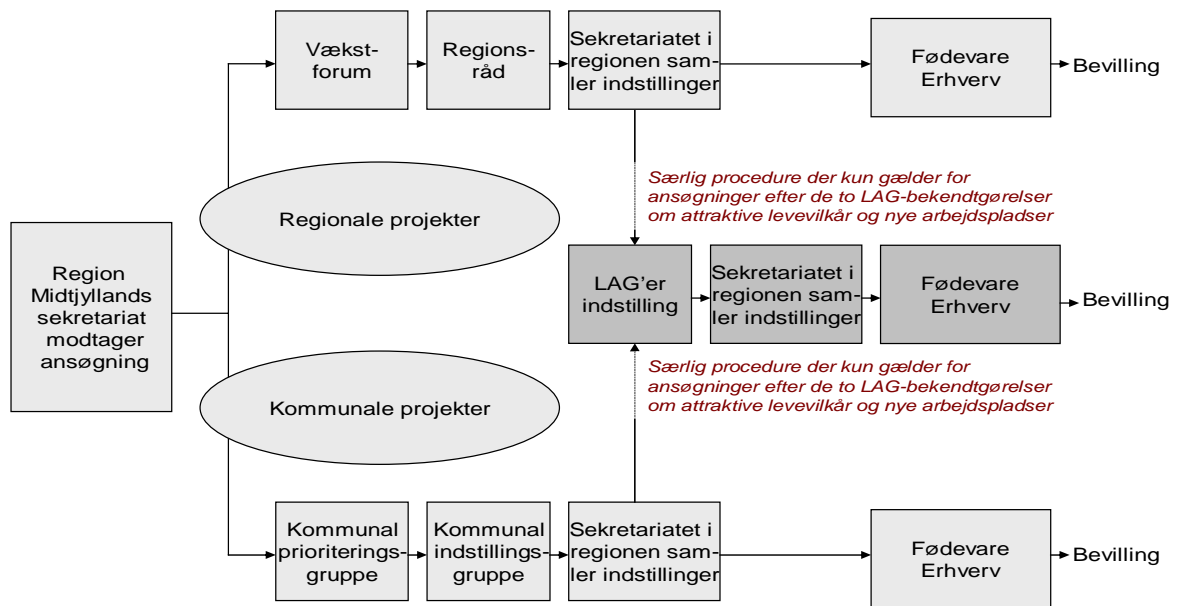 Vækst-
forum
Regions-
råd
Sekretariatet i
regionen sam-
ler indstillinger
Fødevare
Erhverv
Bevilling
Særlig procedure der kun gælder for
ansøgninger efter de to LAG-bekendtgørelser
om attraktive levevilkår og nye arbejdspladser
Regionale projekter
Region
Midtjyllands
sekretariat
modtager
ansøgning
LAG’er
indstilling
Sekretariatet i
regionen sam-
ler indstillinger
Fødevare
Erhverv
Bevilling
Særlig procedure der kun gælder for
ansøgninger efter de to LAG-bekendtgørelser
om attraktive levevilkår og nye arbejdspladser
Kommunale projekter
Kommunal
prioriterings-
gruppe
Kommunal
indstillings-
gruppe
Sekretariatet i
regionen sam-
ler indstillinger
Fødevare
Erhverv
Bevilling